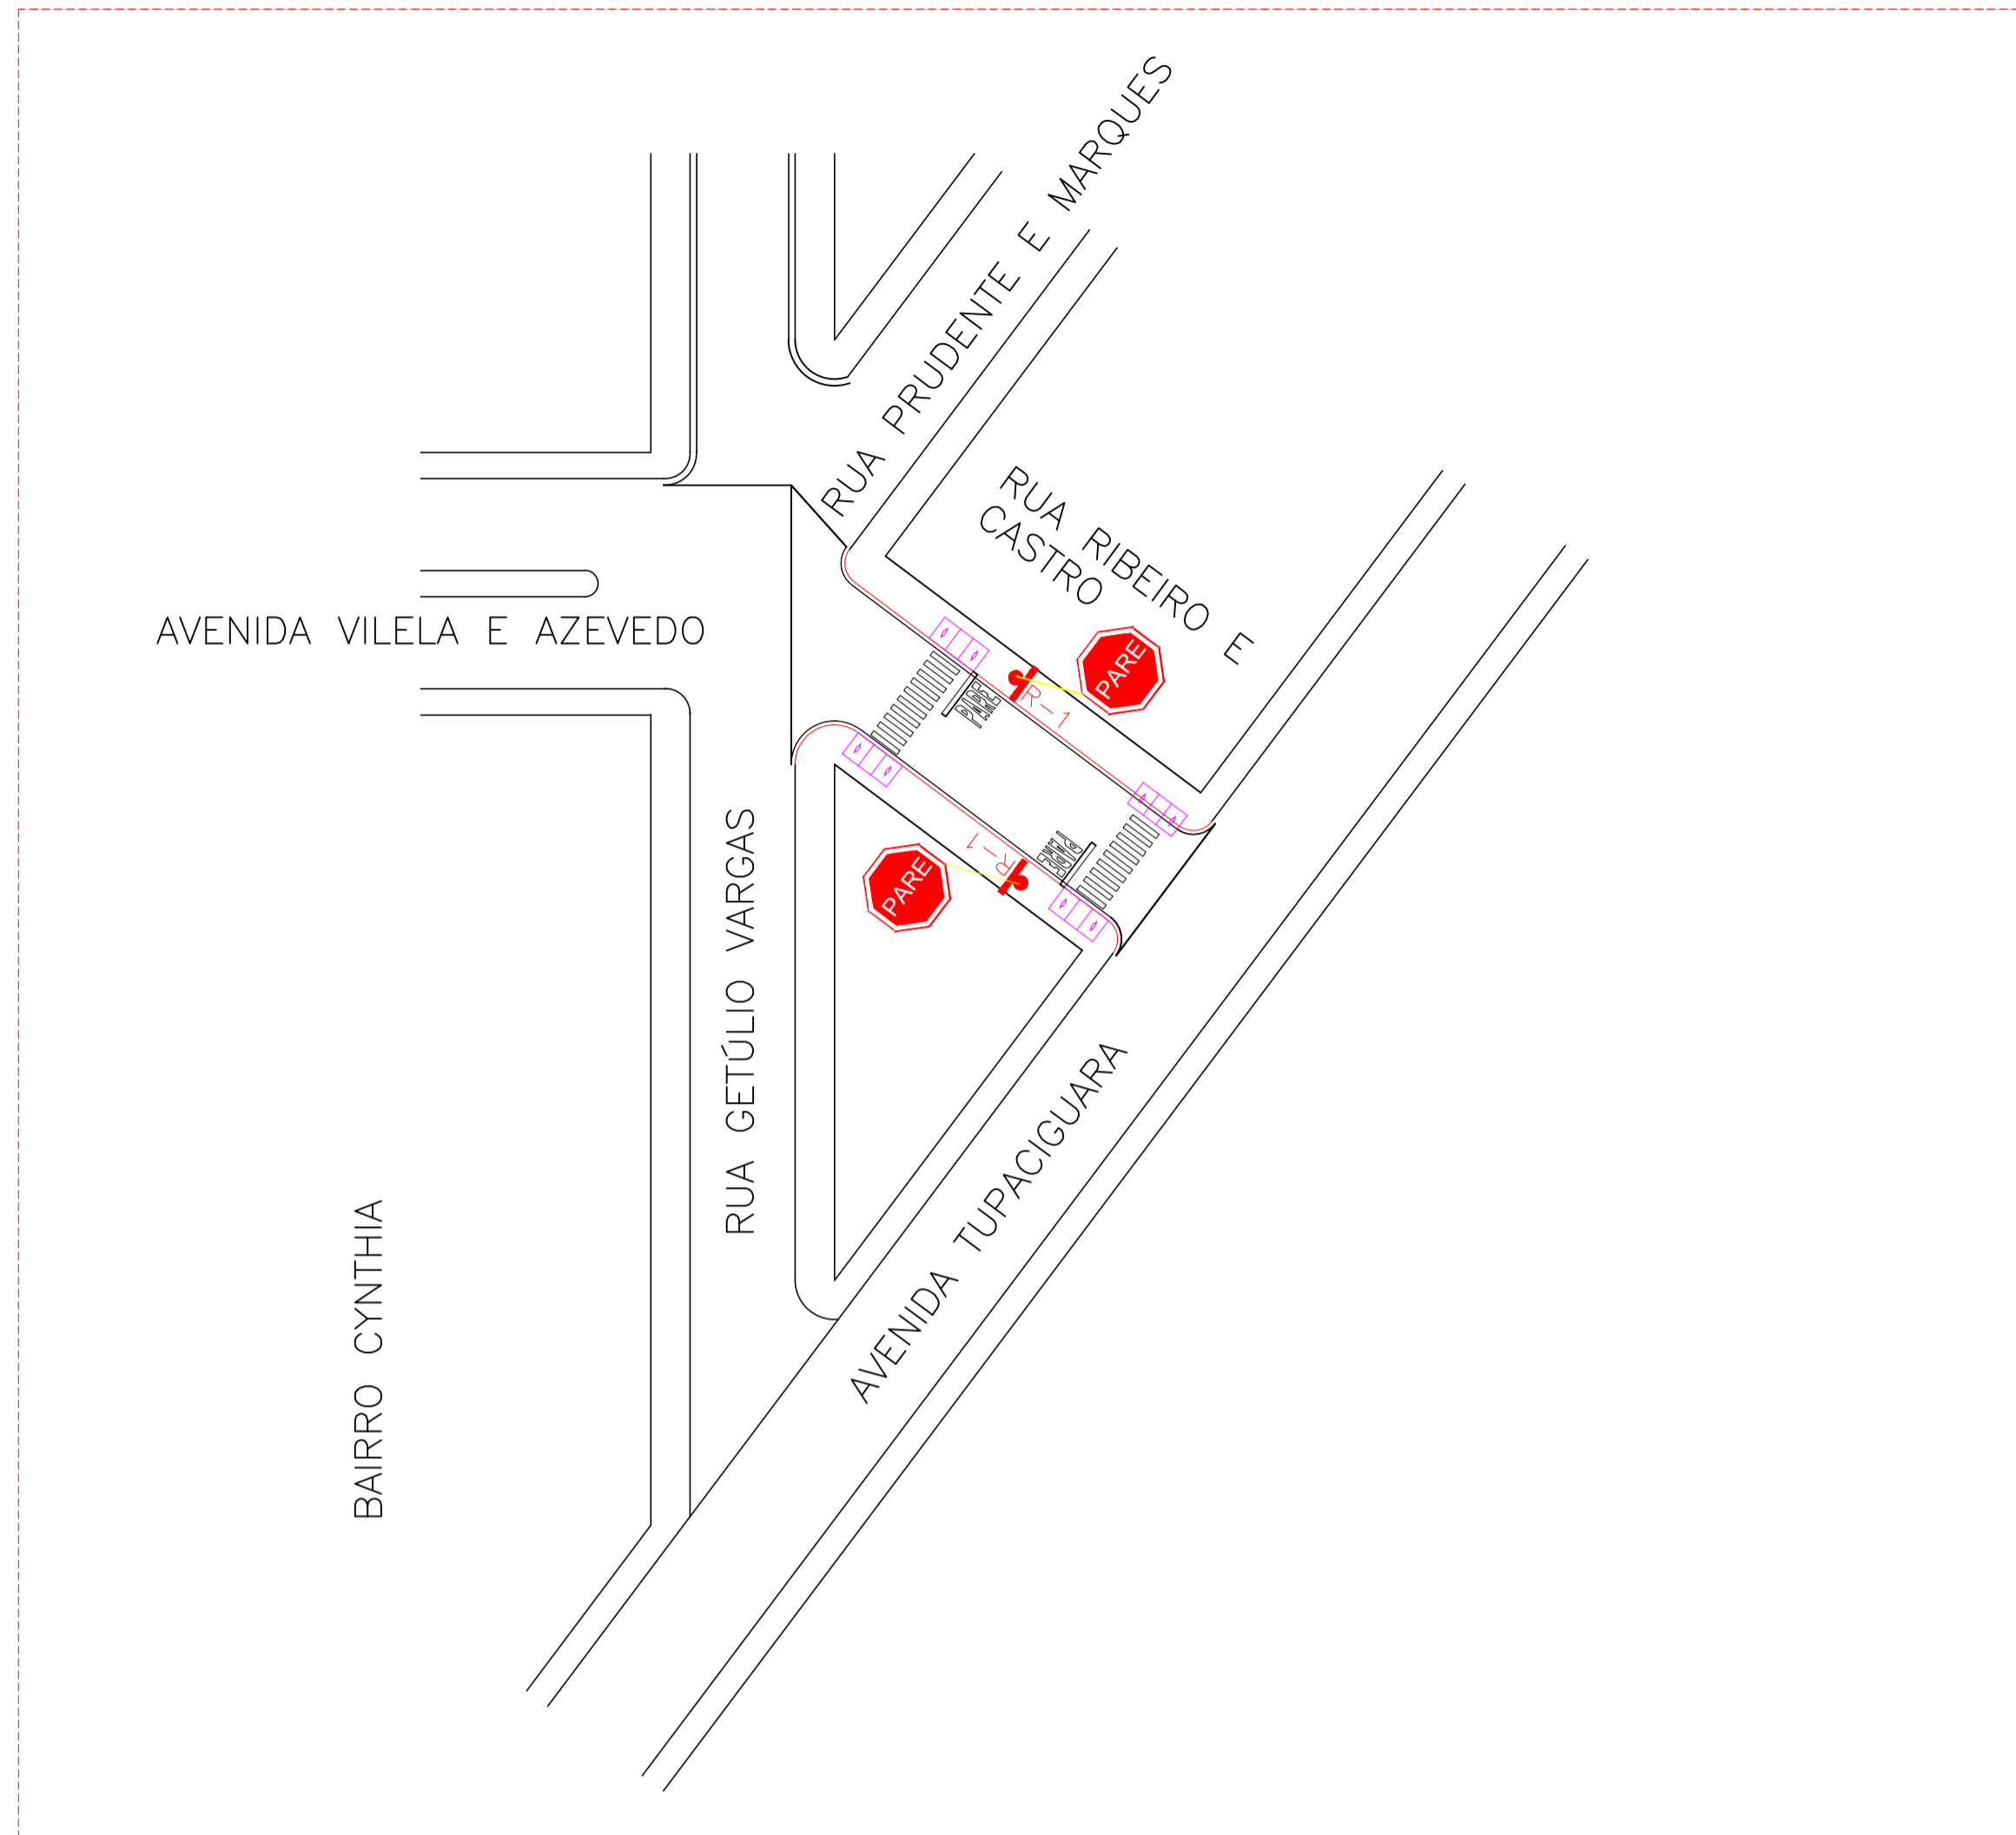 RUA PRUDENTE E MARQUES
RUA RIBEIRO E
CASTRO
AVENIDA VILELA E AZEVEDO
PARE
R-1
PARE
PARE
R-1
PARE
RUA GETÚLIO VARGAS
AVENIDA TUPACIGUARA
BAIRRO CYNTHIA